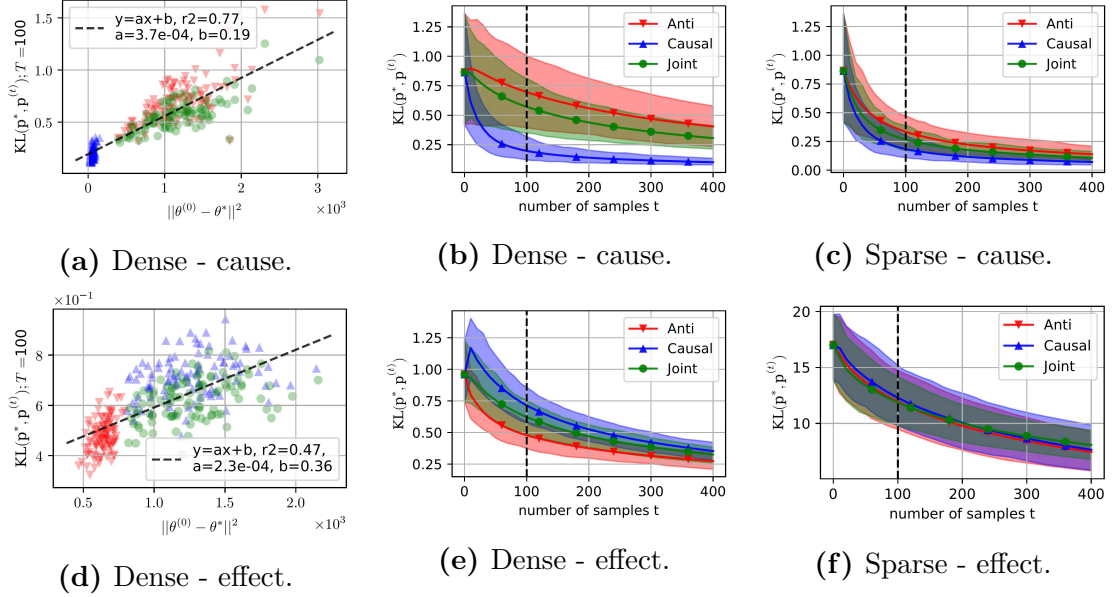 KL(p*, p^(t)); T = 100
1.5
1.0
0.5
y=ax+b, r2=0.77,
a=3.7e-04, b=0.19
0 1 2 3
×10³
||θ^(0) − θ*||²
(a) Dense - cause.
KL(p*, p^(t))
1.25
1.00
0.75
0.50
0.25
Anti
Causal
Joint
0 100 200 300 400
number of samples t
(b) Dense - cause.
KL(p*, p^(t))
1.25
1.00
0.75
0.50
0.25
0.00
Anti
Causal
Joint
0 100 200 300 400
number of samples t
(c) Sparse - cause.
×10⁻¹
KL(p*, p^(t)); T = 100
8
6
4
y=ax+b, r2=0.47,
a=2.3e-04, b=0.36
0.5 1.0 1.5 2.0
×10³
||θ^(0) − θ*||²
(d) Dense - effect.
KL(p*, p^(t))
1.25
1.00
0.75
0.50
0.25
Anti
Causal
Joint
0 100 200 300 400
number of samples t
(e) Dense - effect.
KL(p*, p^(t))
20
15
10
Anti
Causal
Joint
0 100 200 300 400
number of samples t
(f) Sparse - effect.